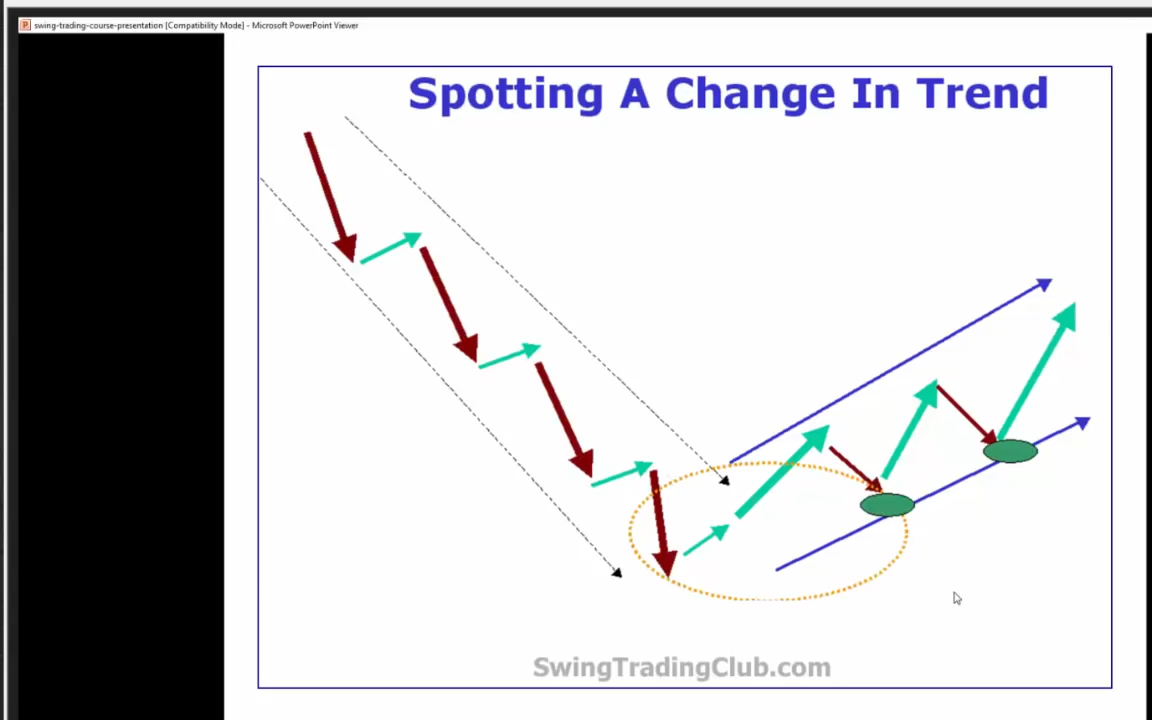 swing-trading-course-presentation [Compatibility Mode] - Microsoft PowerPoint Viewer
Spotting A Change In Trend
SwingTradingClub.com